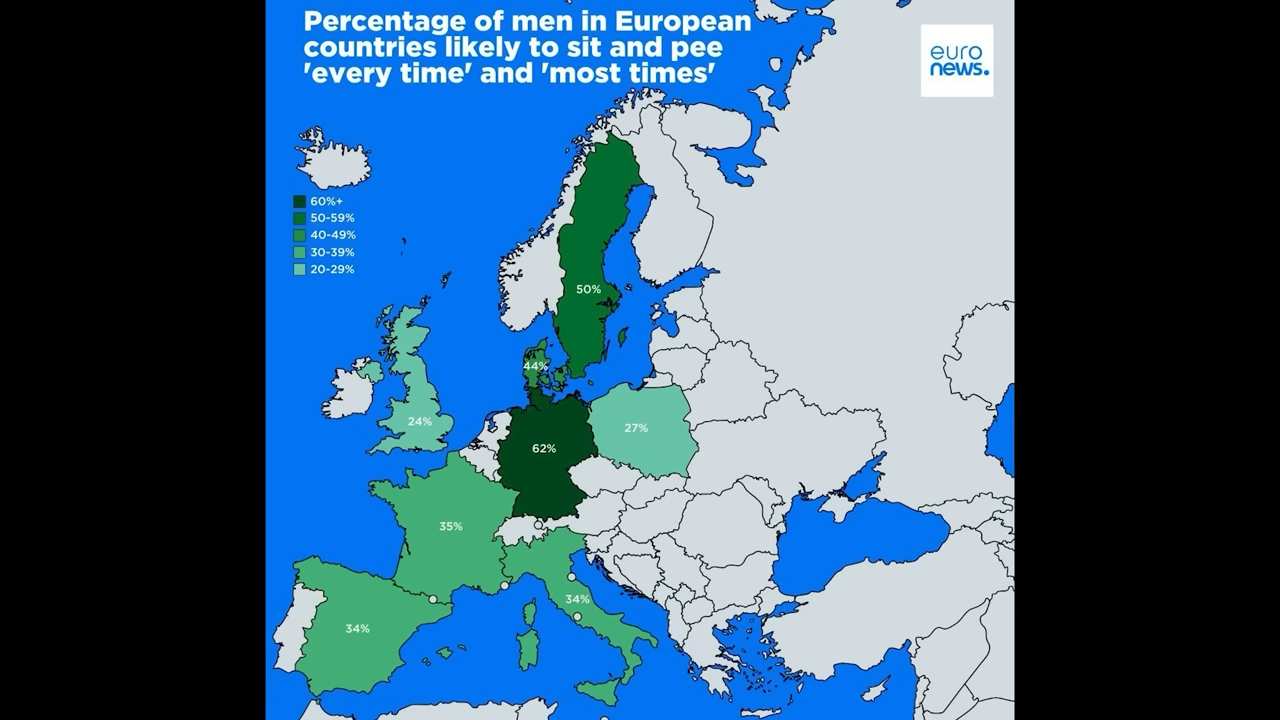 Percentage of men in European
countries likely to sit and pee
'every time' and 'most times'
euro
news.
60%+
50-59%
40-49%
30-39%
20-29%
50%
44%
24%
27%
62%
35%
34%
34%